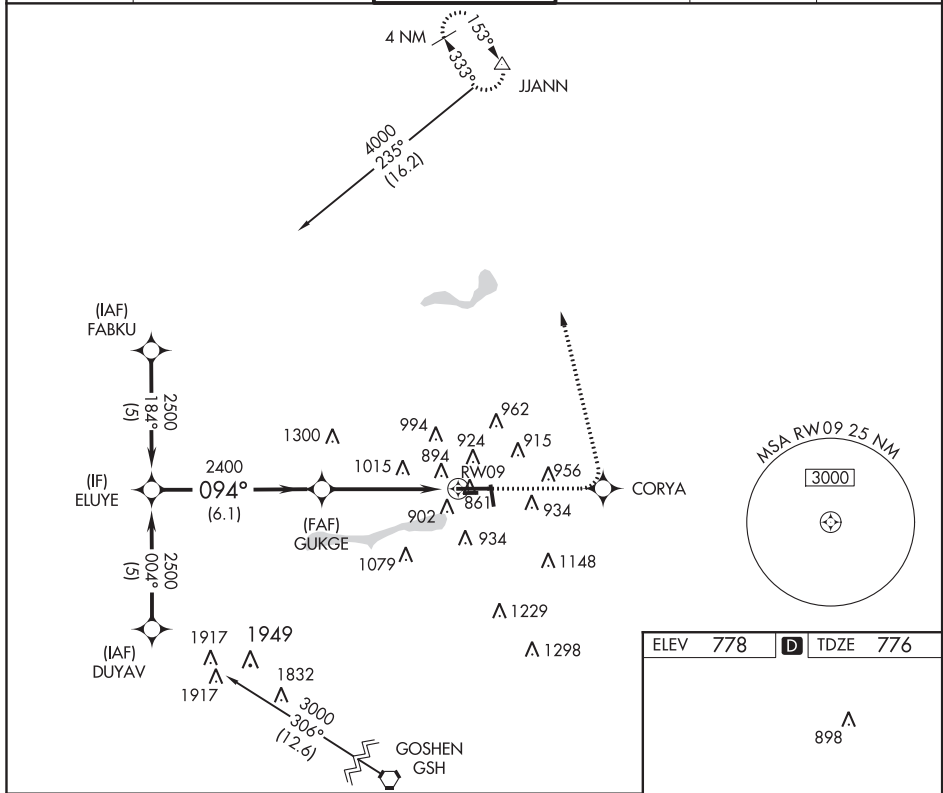 4 NM
153°
333°
JJANN
4000
235°
(16.2)
(IAF)
FABKU
2500
184°
(5)
1300
994
962
924
915
1015
894
RW09
956
(IF)
ELUYE
2400
094°
(6.1)
CORYA
861
934
902
(FAF)
GUKGE
934
1079
1148
2500
004°
(5)
1229
(IAF)
DUYAV
1917
1949
1298
1917
1832
3000
306°
(12.6)
GOSHEN
GSH
MSA RW09 25 NM
3000
ELEV 778 D TDZE 776
898